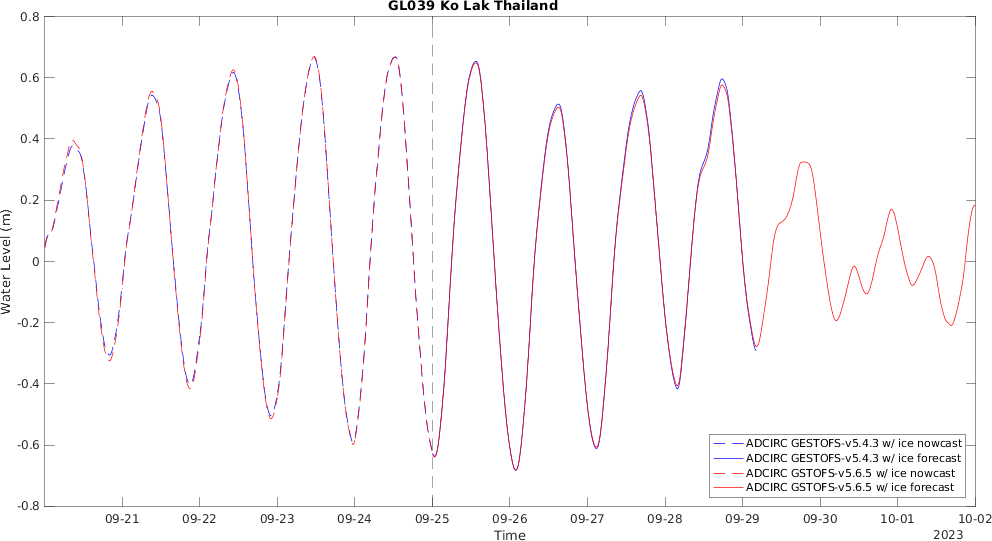 GL039 Ko Lak Thailand
0.8
0.6
0.4
0.2
0
-0.2
-0.4
-0.6
-0.8
Water Level (m)
ADCIRC GESTOFS-v5.4.3 w/ ice nowcast
ADCIRC GESTOFS-v5.4.3 w/ ice forecast
ADCIRC GSTOFS-v5.6.5 w/ ice nowcast
ADCIRC GSTOFS-v5.6.5 w/ ice forecast
09-21 09-22 09-23 09-24 09-25 09-26 09-27 09-28 09-29 09-30 10-01 10-02
Time
2023